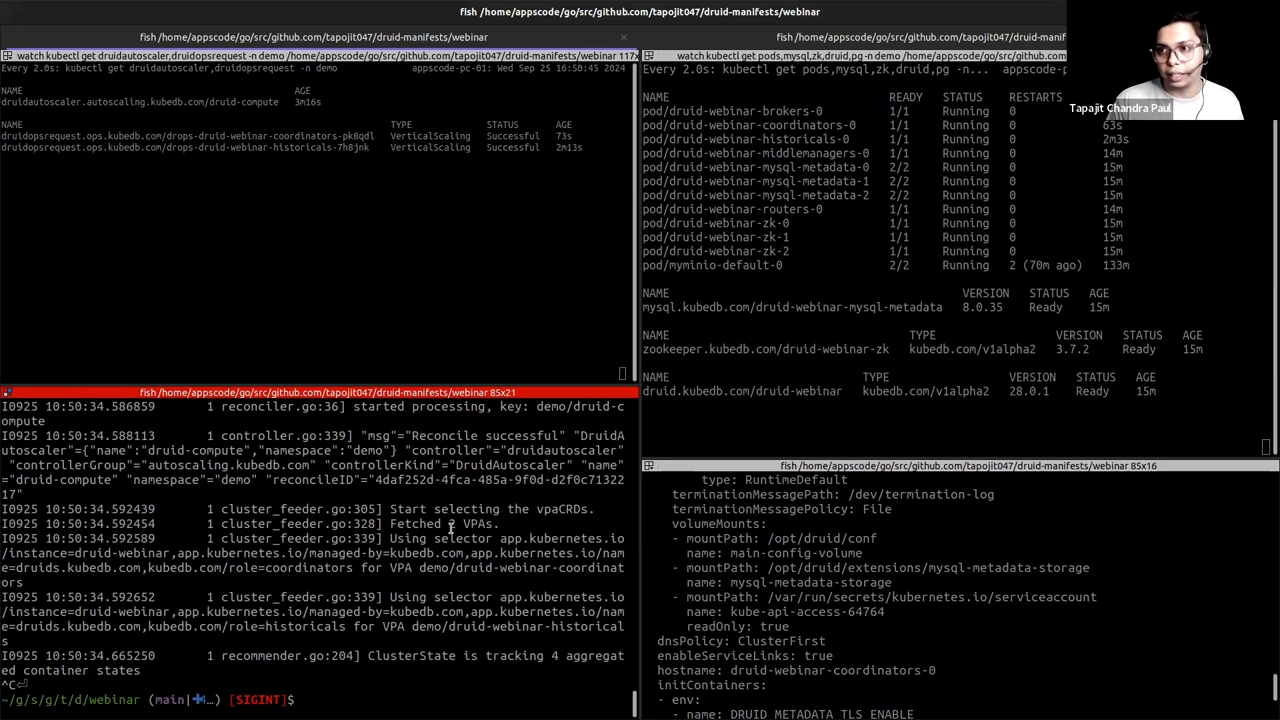 fish /home/appscode/go/src/github.com/tapojit047/druid-manifests/webinar
fish /home/appscode/go/src/github.com/tapojit047/druid-manifests/webinar
watch kubectl get druidautoscaler,druidopsrequest -n demo /home/appscode/go/src/github.com/tapojit047/druid-manifests/webinar 117x
Every 2.0s: kubectl get druidautoscaler,druidopsrequest -n demo appscode-pc-01: Wed Sep 25 16:50:45 2024
NAME AGE
druidautoscaler.autoscaling.kubedb.com/druid-compute 3m16s
NAME TYPE STATUS AGE
druidopsrequest.ops.kubedb.com/drops-druid-webinar-coordinators-pk8qdl VerticalScaling Successful 73s
druidopsrequest.ops.kubedb.com/drops-druid-webinar-historicals-7h8jnk VerticalScaling Successful 2m13s
fish /home/appscode/go/src/github.com/tapojit047/druid-manifests/webinar 85x21
I0925 10:50:34.586859 1 reconciler.go:36] started processing, key: demo/druid-c
ompute
I0925 10:50:34.588113 1 controller.go:339] "msg"="Reconcile successful" "DruidA
utoscaler"={"name":"druid-compute","namespace":"demo"} "controller"="druidautoscaler"
"controllerGroup"="autoscaling.kubedb.com" "controllerKind"="DruidAutoscaler" "name"
="druid-compute" "namespace"="demo" "reconcileID"="4daf252d-4fca-485a-9f0d-d2f0c71322
17"
I0925 10:50:34.592439 1 cluster_feeder.go:305] Start selecting the vpaCRDs.
I0925 10:50:34.592454 1 cluster_feeder.go:328] Fetched 2 VPAs.
I0925 10:50:34.592589 1 cluster_feeder.go:339] Using selector app.kubernetes.io
/instance=druid-webinar,app.kubernetes.io/managed-by=kubedb.com,app.kubernetes.io/nam
e=druids.kubedb.com,kubedb.com/role=coordinators for VPA demo/druid-webinar-coordinat
ors
I0925 10:50:34.592652 1 cluster_feeder.go:339] Using selector app.kubernetes.io
/instance=druid-webinar,app.kubernetes.io/managed-by=kubedb.com,app.kubernetes.io/nam
e=druids.kubedb.com,kubedb.com/role=historicals for VPA demo/druid-webinar-historical
s
I0925 10:50:34.665250 1 recommender.go:204] ClusterState is tracking 4 aggregat
ed container states
^C⏎
~/g/s/g/t/d/webinar (main|…) [SIGINT]$
fish /home/appscode/go/src/github.com/tapojit047/druid-manifests/
watch kubectl get pods,mysql,zk,druid,pg -n demo /home/appscode/go/src/github.com/tapojit047/d
Every 2.0s: kubectl get pods,mysql,zk,druid,pg -n... appscode-p
Tapajit Chandra Paul
NAME READY STATUS RESTARTS
pod/druid-webinar-brokers-0 1/1 Running 0
pod/druid-webinar-coordinators-0 1/1 Running 0 63s
pod/druid-webinar-historicals-0 1/1 Running 0 2m3s
pod/druid-webinar-middlemanagers-0 1/1 Running 0 14m
pod/druid-webinar-mysql-metadata-0 2/2 Running 0 15m
pod/druid-webinar-mysql-metadata-1 2/2 Running 0 15m
pod/druid-webinar-mysql-metadata-2 2/2 Running 0 15m
pod/druid-webinar-routers-0 1/1 Running 0 14m
pod/druid-webinar-zk-0 1/1 Running 0 15m
pod/druid-webinar-zk-1 1/1 Running 0 15m
pod/druid-webinar-zk-2 1/1 Running 0 15m
pod/myminio-default-0 2/2 Running 2 (70m ago) 133m
NAME VERSION STATUS AGE
mysql.kubedb.com/druid-webinar-mysql-metadata 8.0.35 Ready 15m
NAME TYPE VERSION STATUS AGE
zookeeper.kubedb.com/druid-webinar-zk kubedb.com/v1alpha2 3.7.2 Ready 15m
NAME TYPE VERSION STATUS AGE
druid.kubedb.com/druid-webinar kubedb.com/v1alpha2 28.0.1 Ready 15m
fish /home/appscode/go/src/github.com/tapojit047/druid-manifests/webinar 85x16
type: RuntimeDefault
terminationMessagePath: /dev/termination-log
terminationMessagePolicy: File
volumeMounts:
- mountPath: /opt/druid/conf
name: main-config-volume
- mountPath: /opt/druid/extensions/mysql-metadata-storage
name: mysql-metadata-storage
- mountPath: /var/run/secrets/kubernetes.io/serviceaccount
name: kube-api-access-64764
readOnly: true
dnsPolicy: ClusterFirst
enableServiceLinks: true
hostname: druid-webinar-coordinators-0
initContainers:
- env:
- name: DRUID_METADATA_TLS_ENABLE